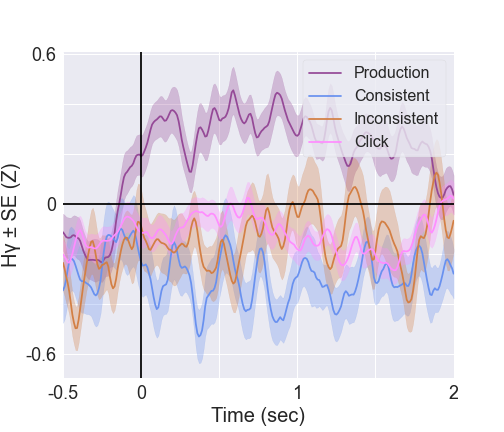 0.6
Production
Consistent
Inconsistent
Click
0
-0.6
Hγ ± SE (Z)
-0.5 0 1 2
Time (sec)